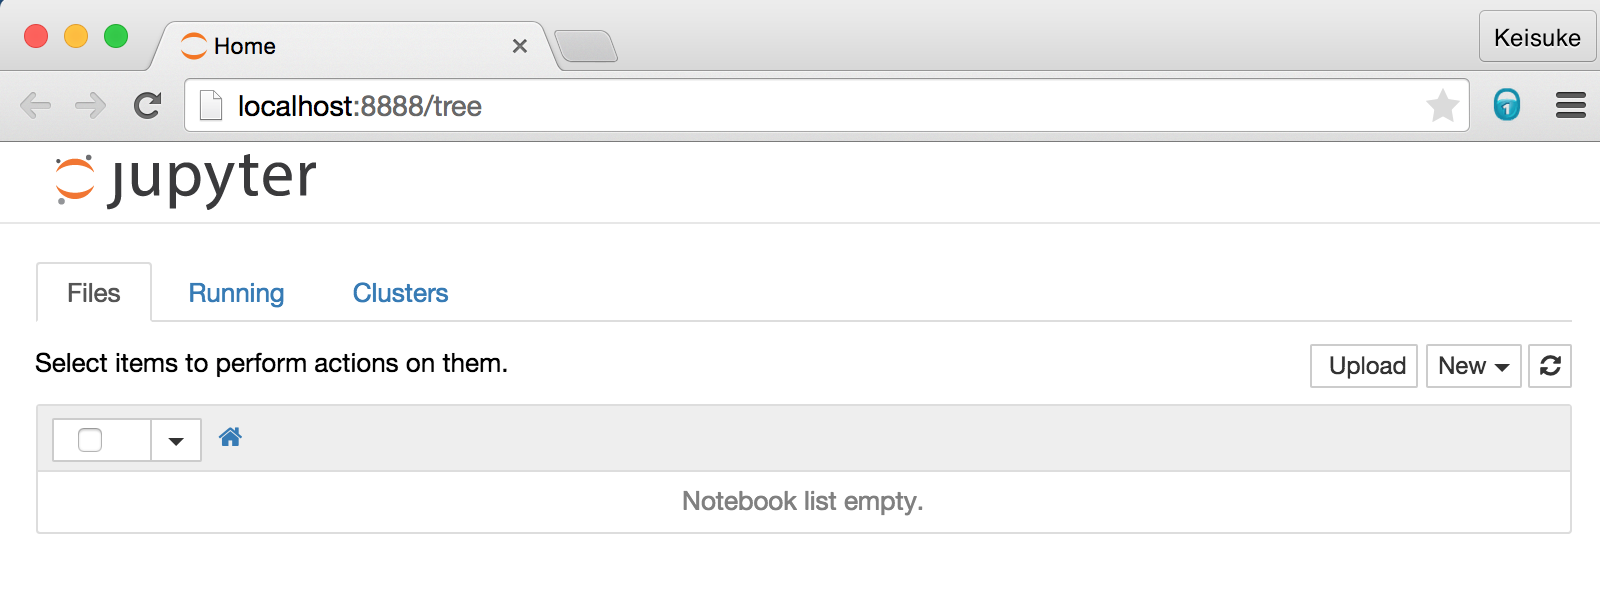 Home
Keisuke
localhost:8888/tree
1
jupyter
Files
Running
Clusters
Select items to perform actions on them.
Upload
New
Notebook list empty.